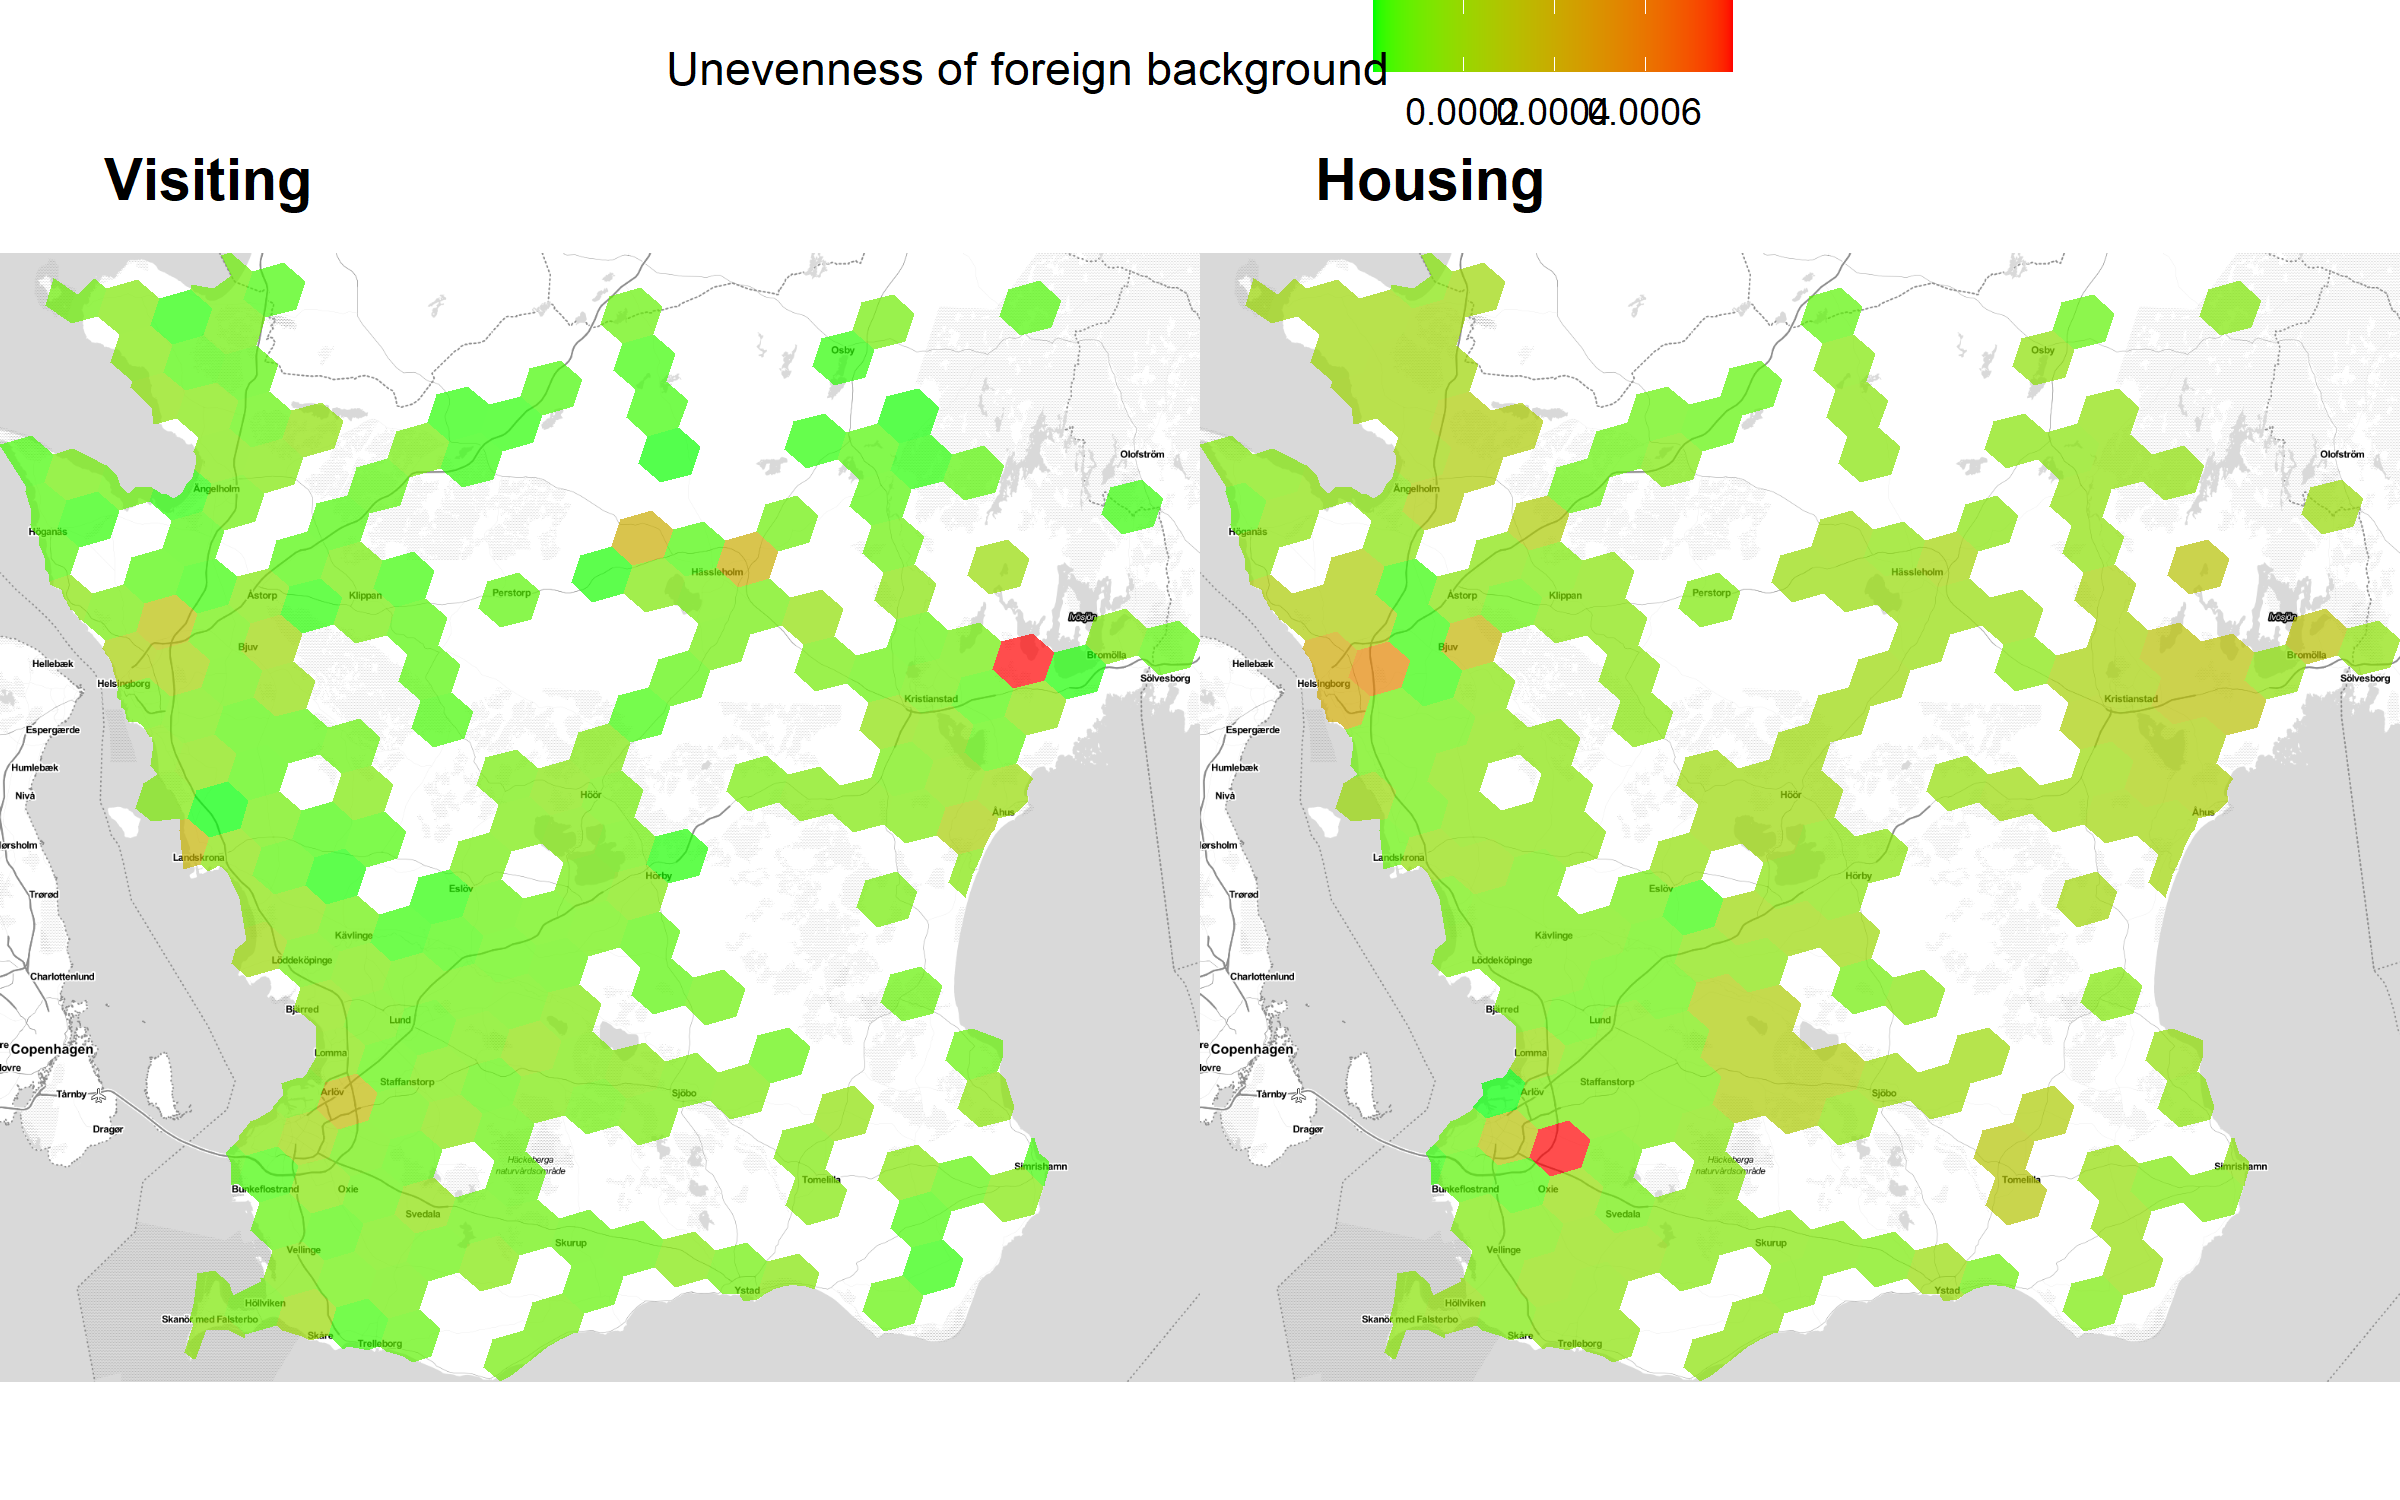 Unevenness of foreign background
0.0002 0.0004 0.0006
Visiting
Housing
Osby
Olofström
Ängelholm
Höganäs
Hässleholm
Åstorp
Klippan
Perstorp
Ivösjön
Bjuv
Hellebæk
Bromölla
Sölvesborg
Helsingborg
Kristianstad
Espergærde
Humlebæk
Nivå
Höör
Åhus
ørsholm
Landskrona
Hörby
Eslöv
Trørød
Kävlinge
Löddeköpinge
Charlottenlund
Bjärred
Lund
re
Copenhagen
Lomma
lovre
Staffanstorp
Arlöv
Tårnby
Sjöbo
Dragør
Häckeberga
naturvårdsområde
Simrishamn
Tomelilla
Bunkeflostrand
Oxie
Svedala
Skurup
Vellinge
Ystad
Höllviken
Skanör med Falsterbo
Skåre
Trelleborg
Osby
Olofström
Ängelholm
Höganäs
Hässleholm
Åstorp
Klippan
Perstorp
Ivösjön
Bjuv
Hellebæk
Bromölla
Sölvesborg
Helsingborg
Kristianstad
Espergærde
Humlebæk
Nivå
Höör
Åhus
ørsholm
Landskrona
Hörby
Eslöv
Trørød
Kävlinge
Löddeköpinge
Charlottenlund
Bjärred
Lund
re
Copenhagen
Lomma
lovre
Staffanstorp
Arlöv
Tårnby
Sjöbo
Dragør
Häckeberga
naturvårdsområde
Simrishamn
Tomelilla
Bunkeflostrand
Oxie
Svedala
Skurup
Vellinge
Ystad
Höllviken
Skanör med Falsterbo
Skåre
Trelleborg